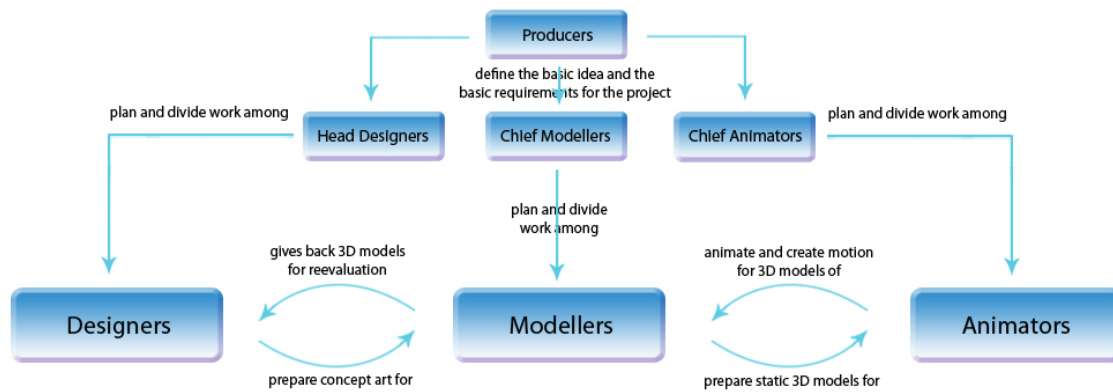 Producers
define the basic idea and the
basic requirements for the project
plan and divide work among
Head Designers
Chief Modellers
Chief Animators
plan and divide work among
plan and divide
work among
gives back 3D models
for reevaluation
animate and create motion
for 3D models of
Designers
Modellers
Animators
prepare concept art for
prepare static 3D models for